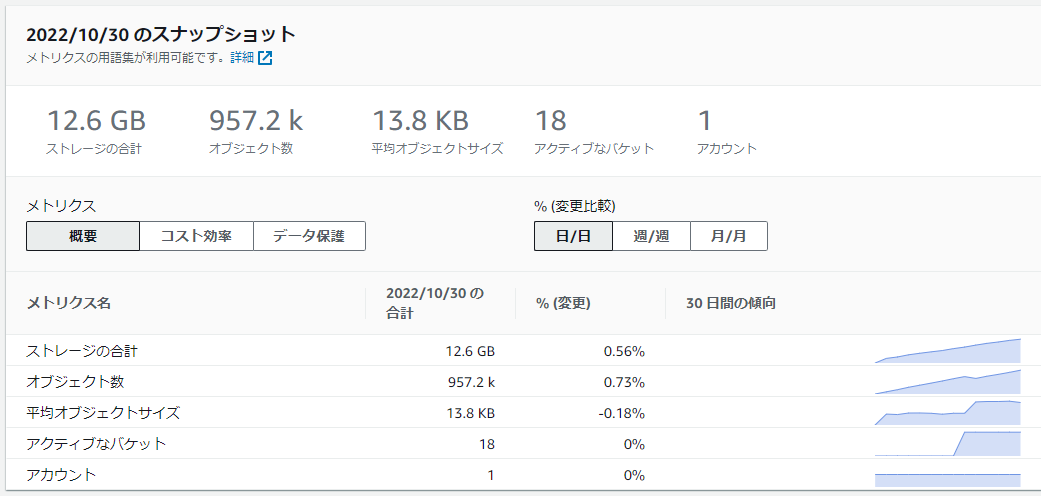 2022/10/30 のスナップショット
メトリクスの用語集が利用可能です。詳細
12.6 GB 957.2 k 13.8 KB 18 1
ストレージの合計 オブジェクト数 平均オブジェクトサイズ アクティブなバケット アカウント
メトリクス % (変更比較)
概要 コスト効率 データ保護 日/日 週/週 月/月
メトリクス名 2022/10/30 の
合計 % (変更) 30 日間の傾向
ストレージの合計 12.6 GB 0.56%
オブジェクト数 957.2 k 0.73%
平均オブジェクトサイズ 13.8 KB -0.18%
アクティブなバケット 18 0%
アカウント 1 0%